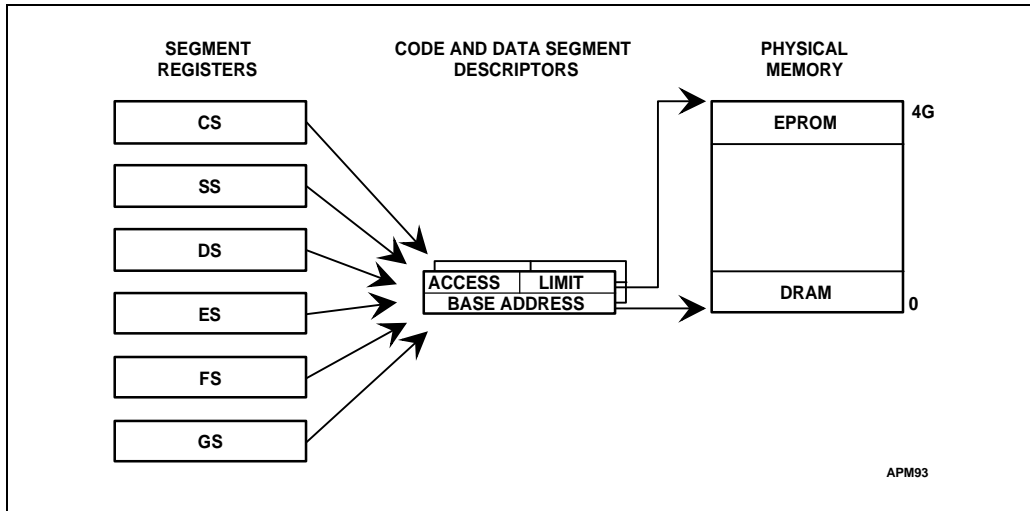 SEGMENT
REGISTERS
CODE AND DATA SEGMENT
DESCRIPTORS
PHYSICAL
MEMORY
CS
SS
DS
ES
FS
GS
ACCESS
LIMIT
BASE ADDRESS
EPROM
4G
DRAM
0
APM93